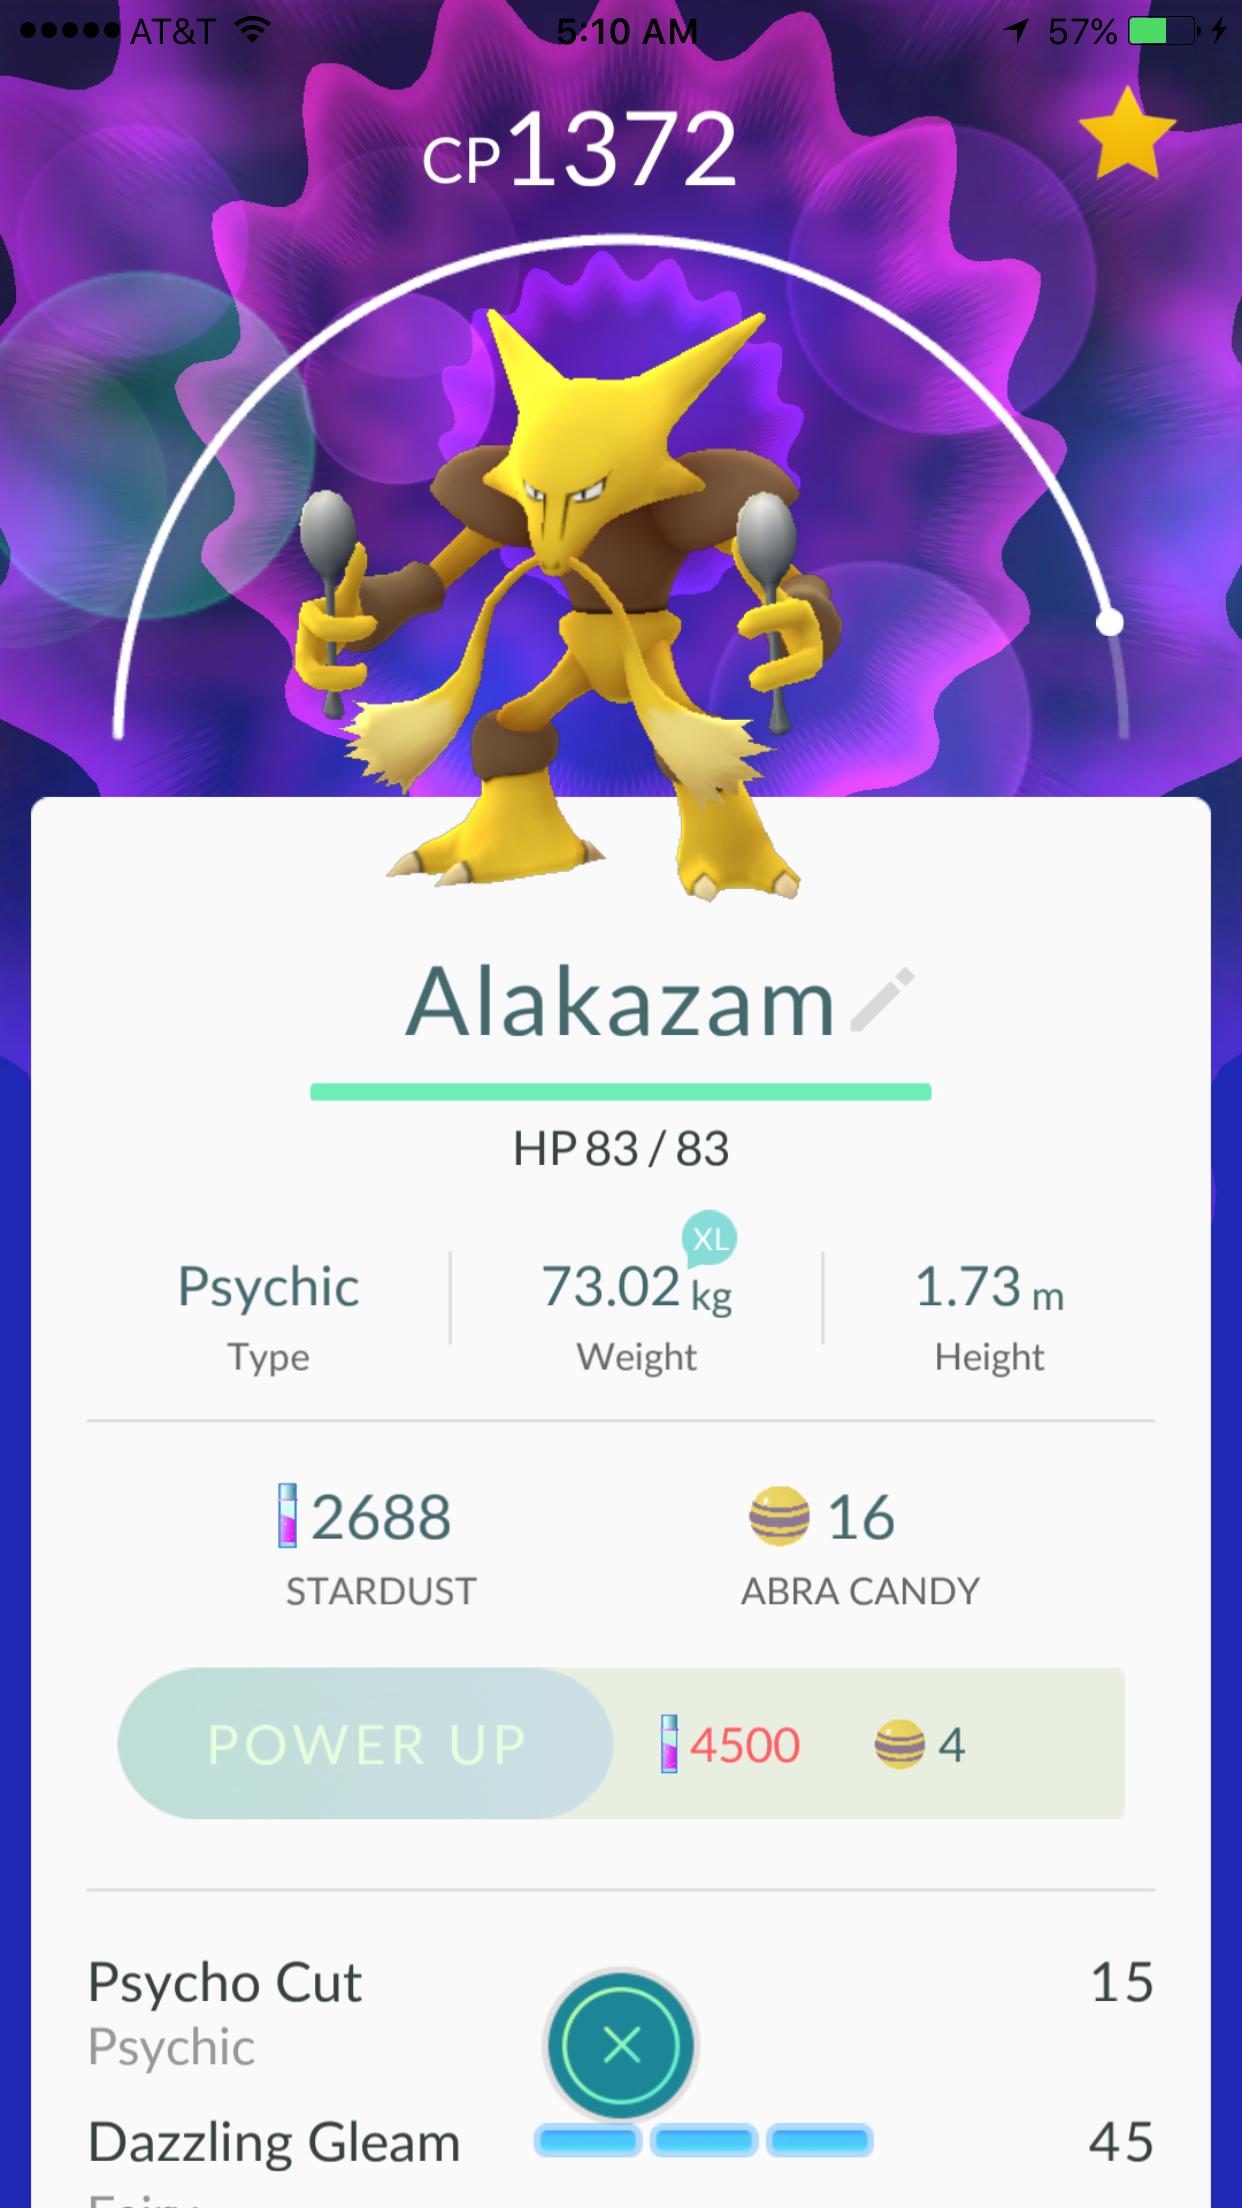 AT&T 5:10 AM 57%
CP1372
Alakazam
HP 83 / 83
XL
Psychic 73.02 kg 1.73 m
Type Weight Height
2688 16
STARDUST ABRA CANDY
POWER UP 4500 4
Psycho Cut 15
Psychic
Dazzling Gleam 45
Fairy